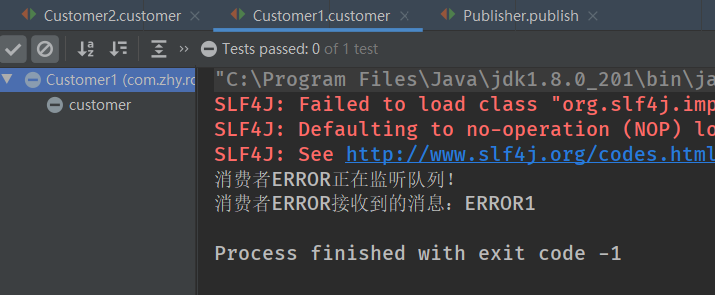 Customer2.customer Customer1.customer Publisher.publish
Tests passed: 0 of 1 test
Customer1 (com.zhy.ro
customer
"C:\Program Files\Java\jdk1.8.0_201\bin\ja
SLF4J: Failed to load class "org.slf4j.imp
SLF4J: Defaulting to no-operation (NOP) lo
SLF4J: See http://www.slf4j.org/codes.html
消费者ERROR正在监听队列！
消费者ERROR接收到的消息：ERROR1
Process finished with exit code -1